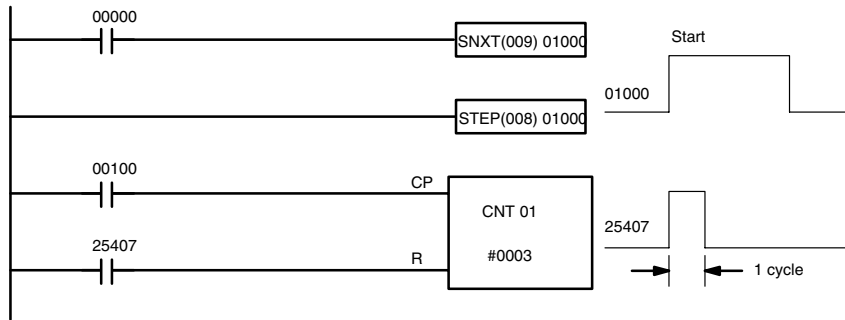 00000
SNXT(009) 01000
Start
01000
STEP(008) 01000
00100
CP
CNT 01
25407
25407
R
#0003
1 cycle